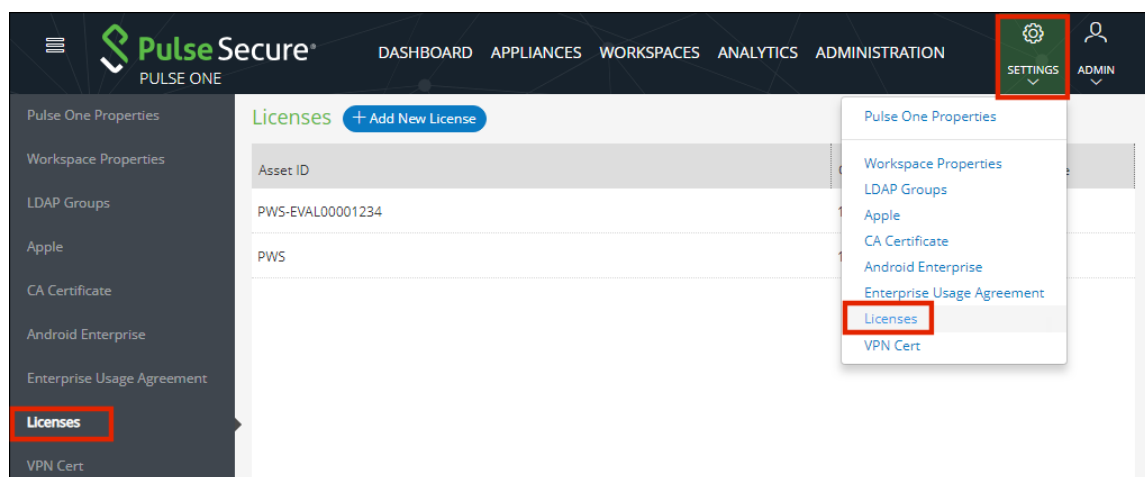 Pulse Secure
PULSE ONE
DASHBOARD APPLIANCES WORKSPACES ANALYTICS ADMINISTRATION
SETTINGS
ADMIN
Pulse One Properties
Workspace Properties
LDAP Groups
Apple
CA Certificate
Android Enterprise
Enterprise Usage Agreement
Licenses
VPN Cert
Licenses + Add New License
Asset ID
PWS-EVAL00001234
PWS
Pulse One Properties
Workspace Properties
LDAP Groups
Apple
CA Certificate
Android Enterprise
Enterprise Usage Agreement
Licenses
VPN Cert